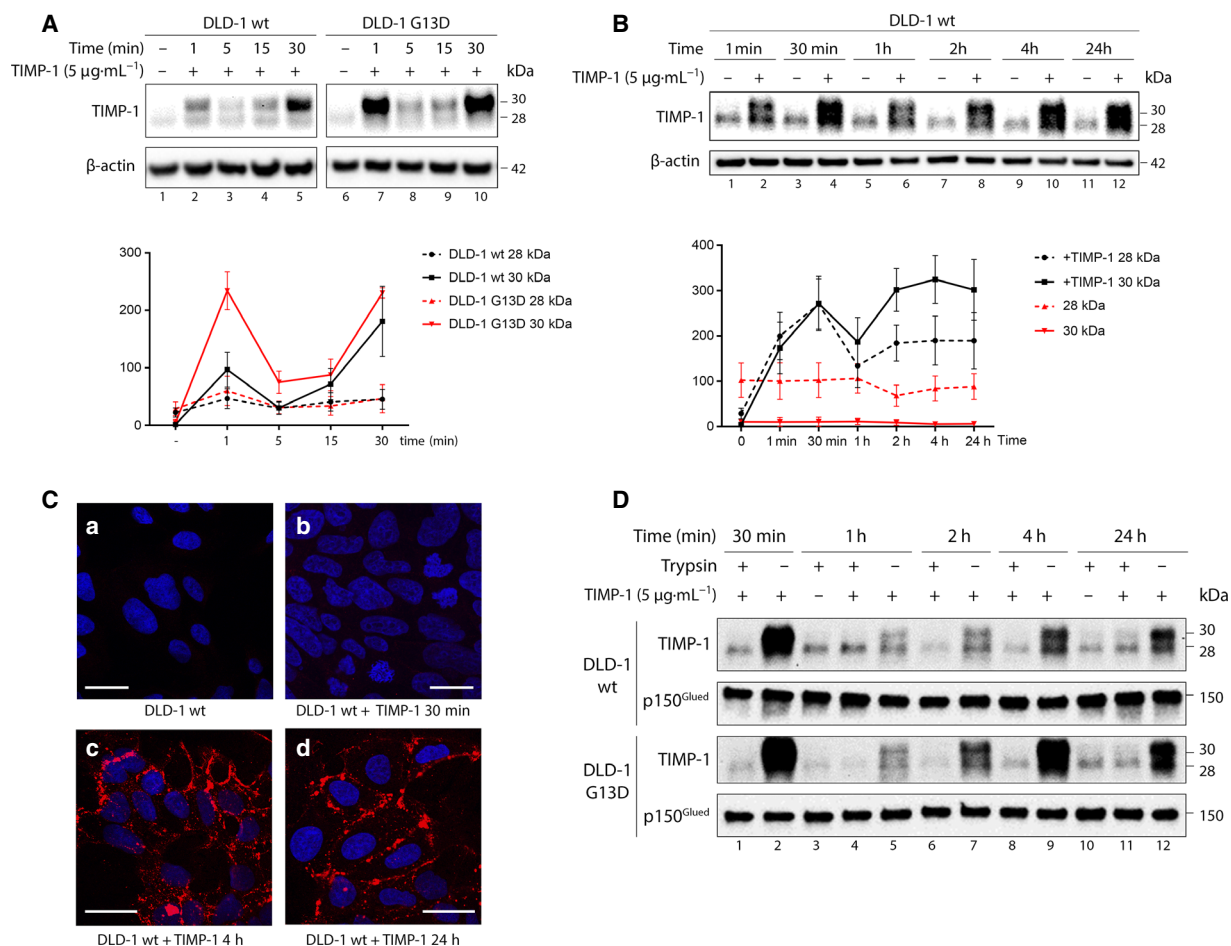 A
DLD-1 wt DLD-1 G13D
Time (min) – 1 5 15 30 – 1 5 9 30
TIMP-1 (5 µg·mL⁻¹) – + + + + – + + + + kDa
TIMP-1 30
28
β-actin 42
1 2 3 4 5 6 7 8 9 10
300
200
100
0
- 1 5 15 30 time (min)
DLD-1 wt 28 kDa
DLD-1 wt 30 kDa
DLD-1 G13D 28 kDa
DLD-1 G13D 30 kDa
B
DLD-1 wt
Time 1 min 30 min 1 h 2 h 4 h 24 h
TIMP-1 (5 µg·mL⁻¹) – + – + – + – + – + – + kDa
TIMP-1 30
28
β-actin 42
1 2 3 4 5 6 7 8 9 10 11 12
400
300
200
100
0
0 1 min 30 min 1 h 2 h 4 h 24 h Time
+TIMP-1 28 kDa
+TIMP-1 30 kDa
28 kDa
30 kDa
C
a
DLD-1 wt
b
DLD-1 wt + TIMP-1 30 min
c
DLD-1 wt + TIMP-1 4 h
d
DLD-1 wt + TIMP-1 24 h
D
Time (min) 30 min 1 h 2 h 4 h 24 h
Trypsin + – + + – + – + – + + –
TIMP-1 (5 µg·mL⁻¹) + + – + + + + + + – + + kDa
DLD-1
wt
TIMP-1 30
28
p150Glued 150
DLD-1
G13D
TIMP-1 30
28
p150Glued 150
1 2 3 4 5 6 7 8 9 10 11 12